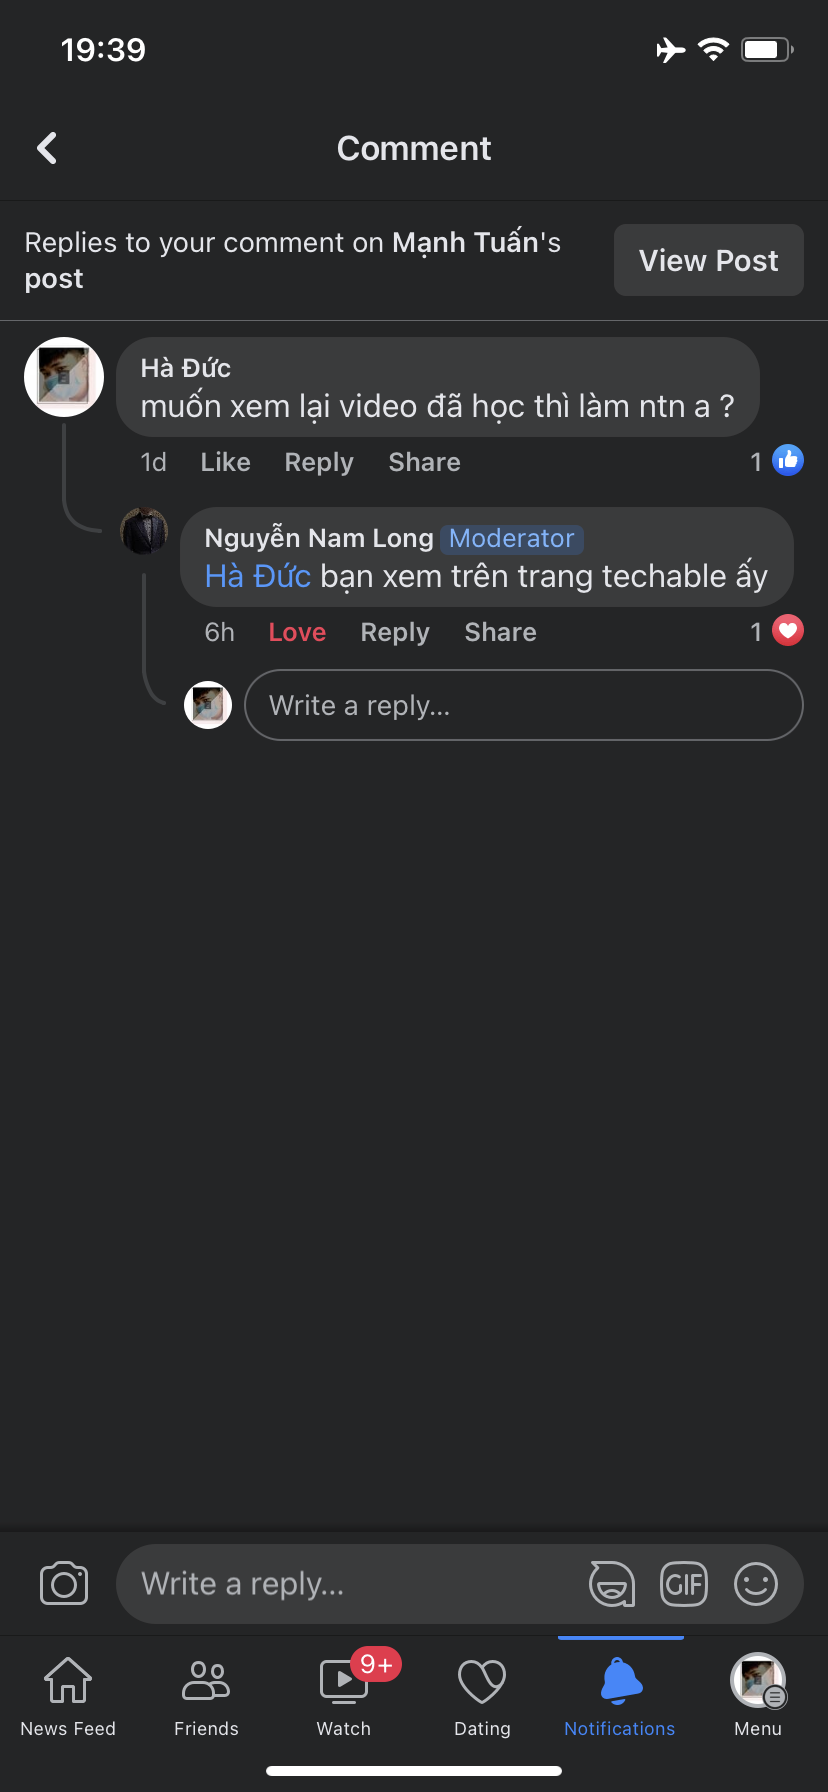 19:39
Comment
Replies to your comment on Mạnh Tuấn's
post
View Post
Hà Đức
muốn xem lại video đã học thì làm ntn a ?
1d Like Reply Share 1
Nguyễn Nam Long Moderator
Hà Đức bạn xem trên trang techable ấy
6h Love Reply Share 1
Write a reply...
Write a reply...
GIF
9+
News Feed Friends Watch Dating Notifications Menu